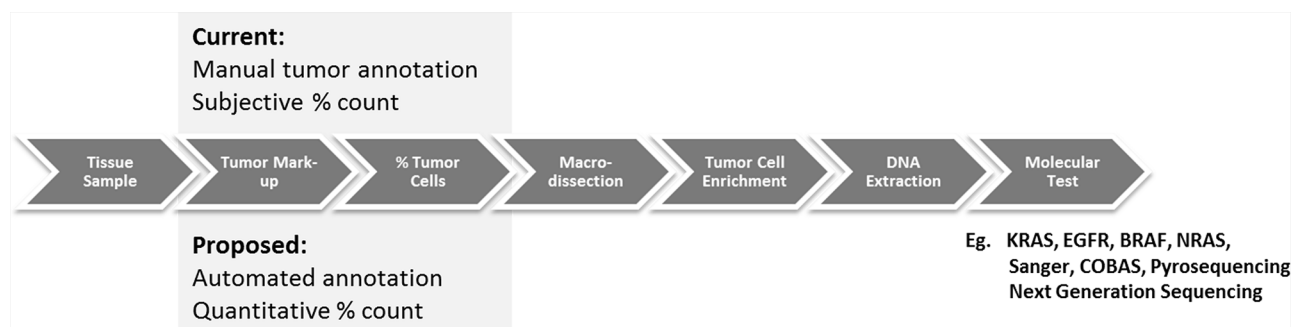 Current:
Manual tumor annotation
Subjective % count
Tissue
Sample
Tumor Mark-
up
% Tumor
Cells
Macro-
dissection
Tumor Cell
Enrichment
DNA
Extraction
Molecular
Test
Proposed:
Automated annotation
Quantitative % count
Eg. KRAS, EGFR, BRAF, NRAS,
Sanger, COBAS, Pyrosequencing
Next Generation Sequencing